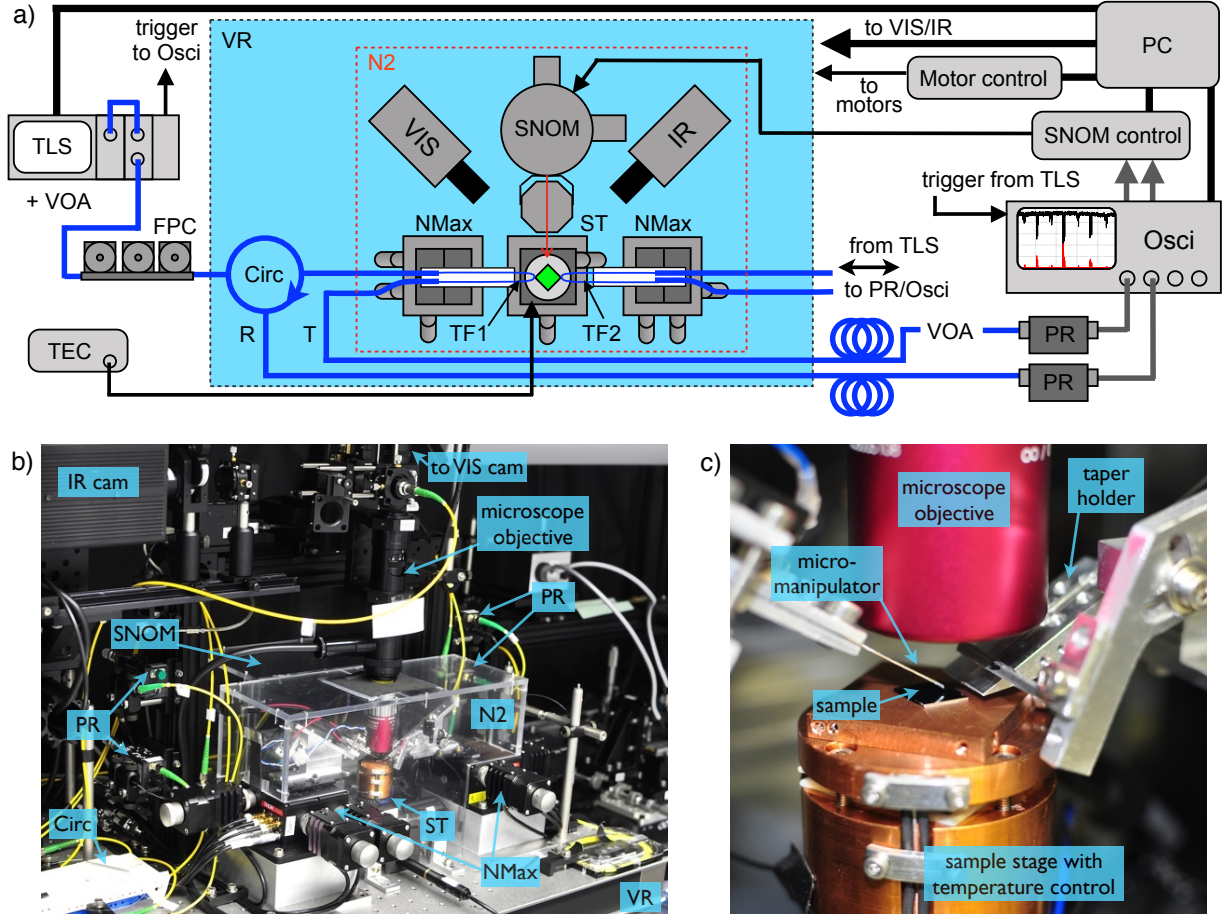 a)
trigger
to Osci
VR
N2
to VIS/IR
PC
Motor control
to
motors
TLS
+ VOA
VIS
SNOM
IR
SNOM control
trigger from TLS
FPC
NMax
ST
NMax
Osci
Circ
from TLS
to PR/Osci
TF1
TF2
R
T
VOA
PR
TEC
PR
b)
IR cam
to VIS cam
microscope
objective
PR
SNOM
N2
PR
Circ
ST
NMax
VR
c)
microscope
objective
taper
holder
micro-
manipulator
sample
sample stage with
temperature control